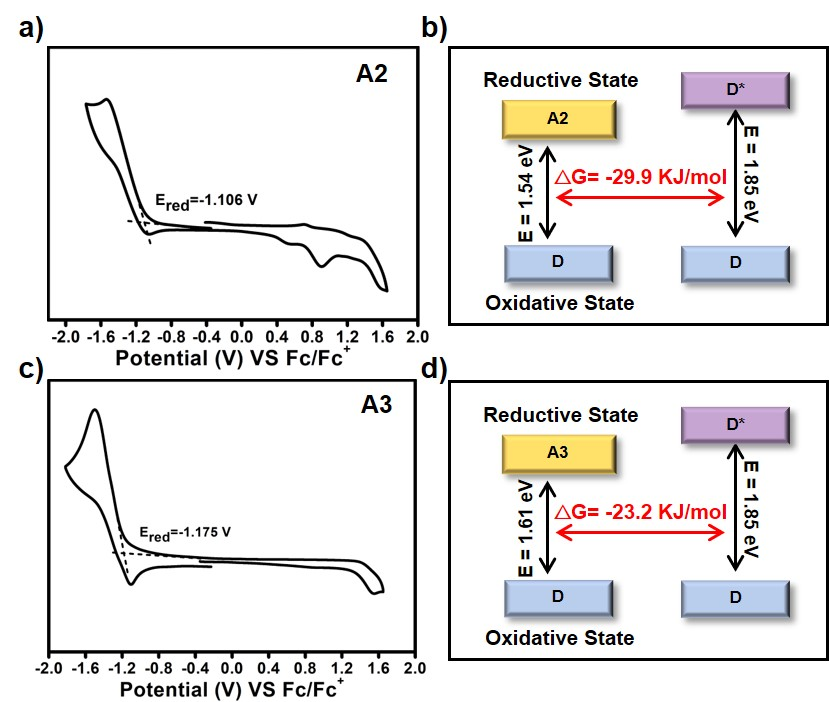 a)
A2
Ered=-1.106 V
-2.0 -1.6 -1.2 -0.8 -0.4 0.0 0.4 0.8 1.2 1.6 2.0
Potential (V) VS Fc/Fc+
b)
Reductive State
D*
A2
E = 1.54 eV
△G= -29.9 KJ/mol
E = 1.85 eV
D
D
Oxidative State
c)
A3
Ered=-1.175 V
-2.0 -1.6 -1.2 -0.8 -0.4 0.0 0.4 0.8 1.2 1.6 2.0
Potential (V) VS Fc/Fc+
d)
Reductive State
D*
A3
E = 1.61 eV
△G= -23.2 KJ/mol
E = 1.85 eV
D
D
Oxidative State